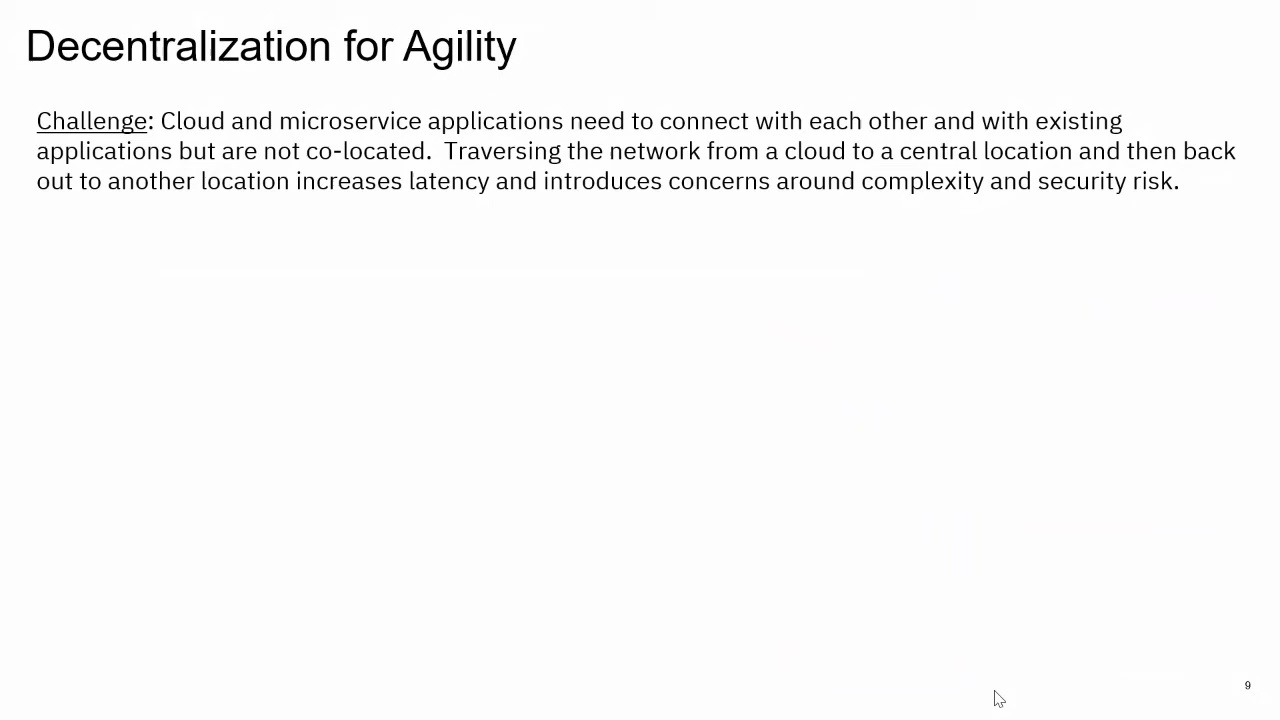 Decentralization for Agility
Challenge: Cloud and microservice applications need to connect with each other and with existing
applications but are not co-located.  Traversing the network from a cloud to a central location and then back
out to another location increases latency and introduces concerns around complexity and security risk.
9